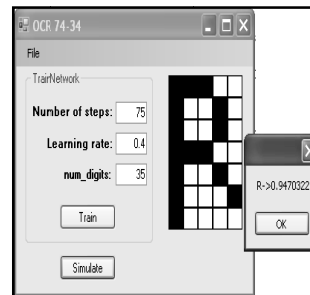 OCR 74-34
File
TrainNetwork
Number of steps: 75
Learning rate: 0.4
num_digits: 35
Train
Simulate
R->0.9470322
OK